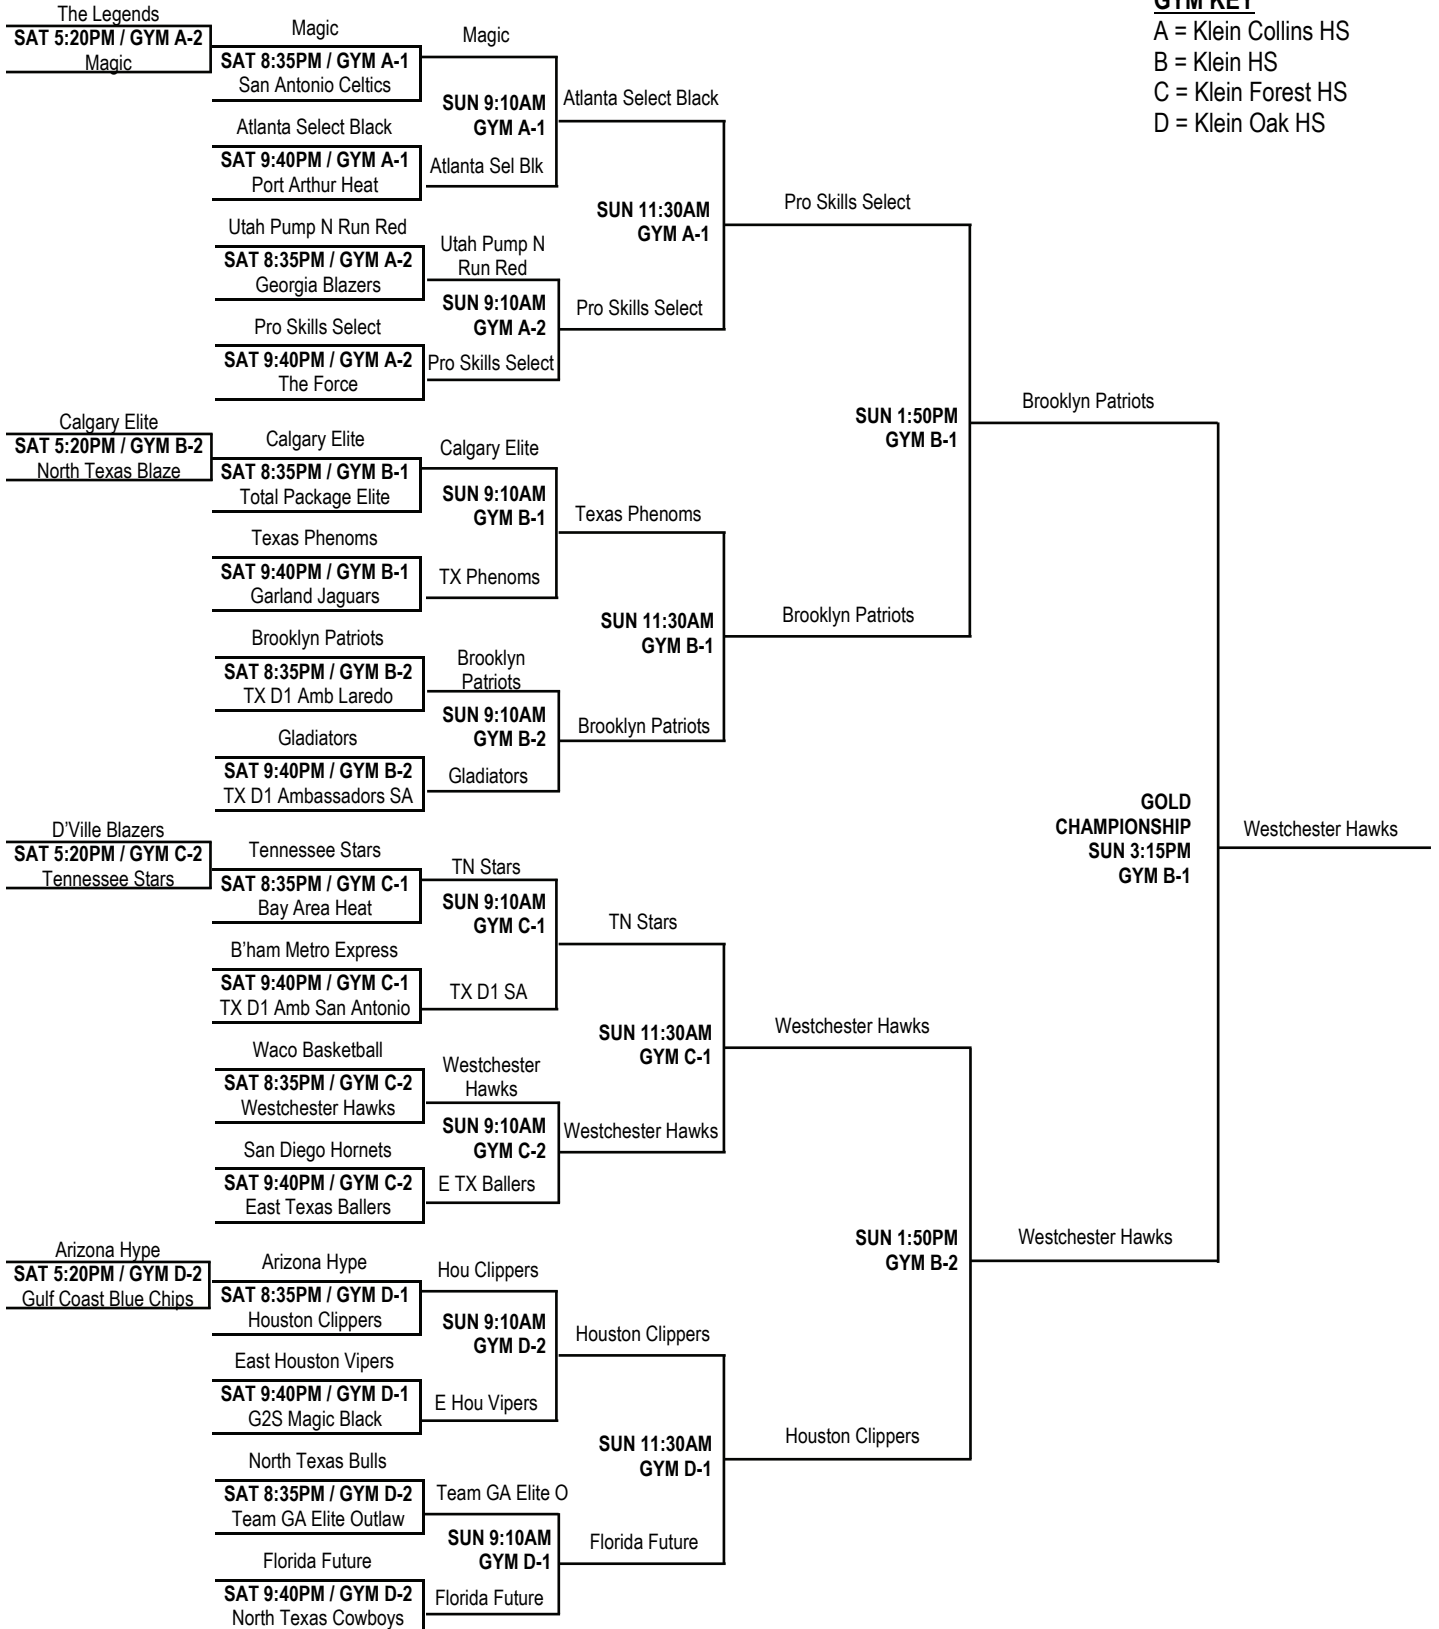 GYM KEY
A = Klein Collins HS
B = Klein HS
C = Klein Forest HS
D = Klein Oak HS
The Legends
SAT 5:20PM / GYM A-2
Magic
Calgary Elite
SAT 5:20PM / GYM B-2
North Texas Blaze
D'Ville Blazers
SAT 5:20PM / GYM C-2
Tennessee Stars
Arizona Hype
SAT 5:20PM / GYM D-2
Gulf Coast Blue Chips
Magic
SAT 8:35PM / GYM A-1
San Antonio Celtics
Atlanta Select Black
SAT 9:40PM / GYM A-1
Port Arthur Heat
Utah Pump N Run Red
SAT 8:35PM / GYM A-2
Georgia Blazers
Pro Skills Select
SAT 9:40PM / GYM A-2
The Force
Calgary Elite
SAT 8:35PM / GYM B-1
Total Package Elite
Texas Phenoms
SAT 9:40PM / GYM B-1
Garland Jaguars
Brooklyn Patriots
SAT 8:35PM / GYM B-2
TX D1 Amb Laredo
Gladiators
SAT 9:40PM / GYM B-2
TX D1 Ambassadors SA
Tennessee Stars
SAT 8:35PM / GYM C-1
Bay Area Heat
B'ham Metro Express
SAT 9:40PM / GYM C-1
TX D1 Amb San Antonio
Waco Basketball
SAT 8:35PM / GYM C-2
Westchester Hawks
San Diego Hornets
SAT 9:40PM / GYM C-2
East Texas Ballers
Arizona Hype
SAT 8:35PM / GYM D-1
Houston Clippers
East Houston Vipers
SAT 9:40PM / GYM D-1
G2S Magic Black
North Texas Bulls
SAT 8:35PM / GYM D-2
Team GA Elite Outlaw
Florida Future
SAT 9:40PM / GYM D-2
North Texas Cowboys
Magic
SUN 9:10AM
GYM A-1
Atlanta Sel Blk
Utah Pump N
Run Red
SUN 9:10AM
GYM A-2
Pro Skills Select
Calgary Elite
SUN 9:10AM
GYM B-1
TX Phenoms
Brooklyn
Patriots
SUN 9:10AM
GYM B-2
Gladiators
TN Stars
SUN 9:10AM
GYM C-1
TX D1 SA
Westchester
Hawks
SUN 9:10AM
GYM C-2
E TX Ballers
Hou Clippers
SUN 9:10AM
GYM D-2
E Hou Vipers
Team GA Elite O
SUN 9:10AM
GYM D-1
Florida Future
Atlanta Select Black
SUN 11:30AM
GYM A-1
Pro Skills Select
Texas Phenoms
SUN 11:30AM
GYM B-1
Brooklyn Patriots
TN Stars
SUN 11:30AM
GYM C-1
Westchester Hawks
Houston Clippers
SUN 11:30AM
GYM D-1
Florida Future
Pro Skills Select
SUN 1:50PM
GYM B-1
Brooklyn Patriots
Westchester Hawks
SUN 1:50PM
GYM B-2
Houston Clippers
Brooklyn Patriots
GOLD
CHAMPIONSHIP
SUN 3:15PM
GYM B-1
Westchester Hawks
Westchester Hawks